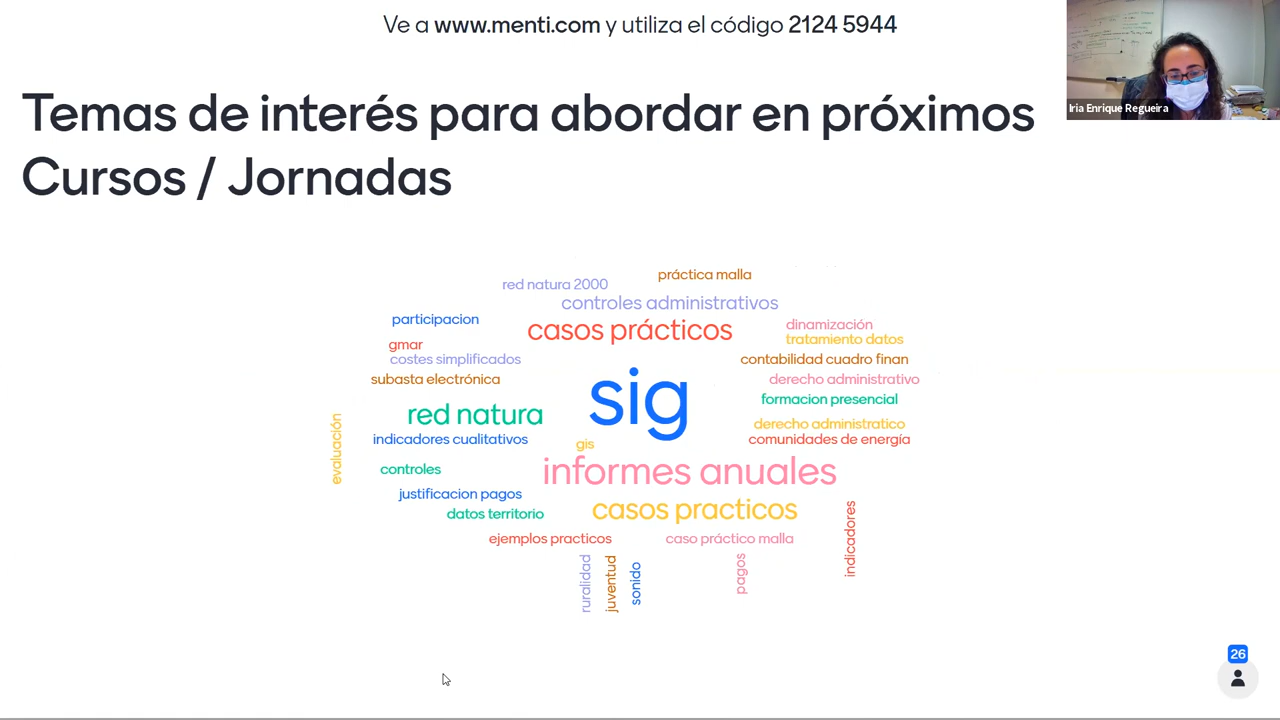 Ve a www.menti.com y utiliza el código 2124 5944
Iria Enrique Regueira
Temas de interés para abordar en próximos
Cursos / Jornadas
práctica malla
red natura 2000
controles administrativos
participacion
casos prácticos
dinamización
tratamiento datos
gmar
costes simplificados
contabilidad cuadro finan
subasta electrónica
sig
derecho administrativo
formacion presencial
red natura
derecho administratico
indicadores cualitativos
gis
comunidades de energía
evaluación
controles
informes anuales
justificacion pagos
datos territorio
casos practicos
ejemplos practicos
caso práctico malla
indicadores
ruralidad
juventud
sonido
pagos
26